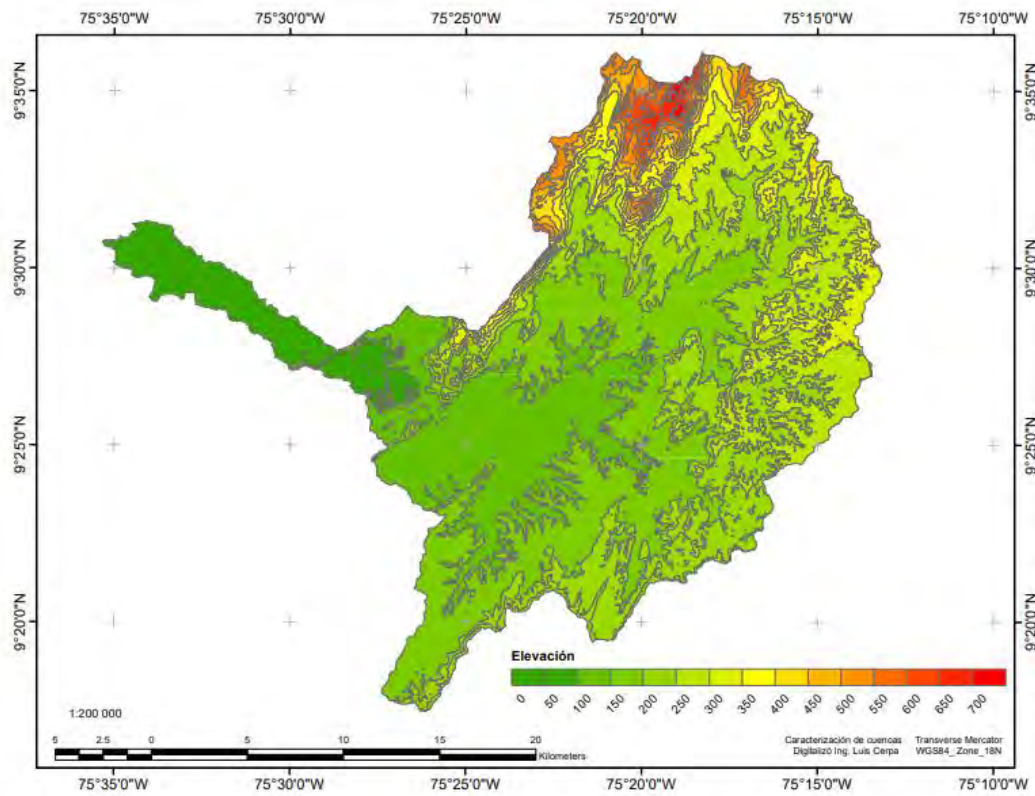 75°35'0"W 75°30'0"W 75°25'0"W 75°20'0"W 75°15'0"W 75°10'0"W
9°35'0"N 9°35'0"N
9°30'0"N 9°30'0"N
9°25'0"N 9°25'0"N
9°20'0"N 9°20'0"N
Elevación
0 50 100 150 200 250 300 350 400 450 500 550 600 650 700
1:200 000
5 2.5 0 5 10 15 20
Kilometers
Caracterización de cuencas Transverse Mercator
Digitalizó Ing. Luis Cerpa WGS84_Zone_18N
75°35'0"W 75°30'0"W 75°25'0"W 75°20'0"W 75°15'0"W 75°10'0"W